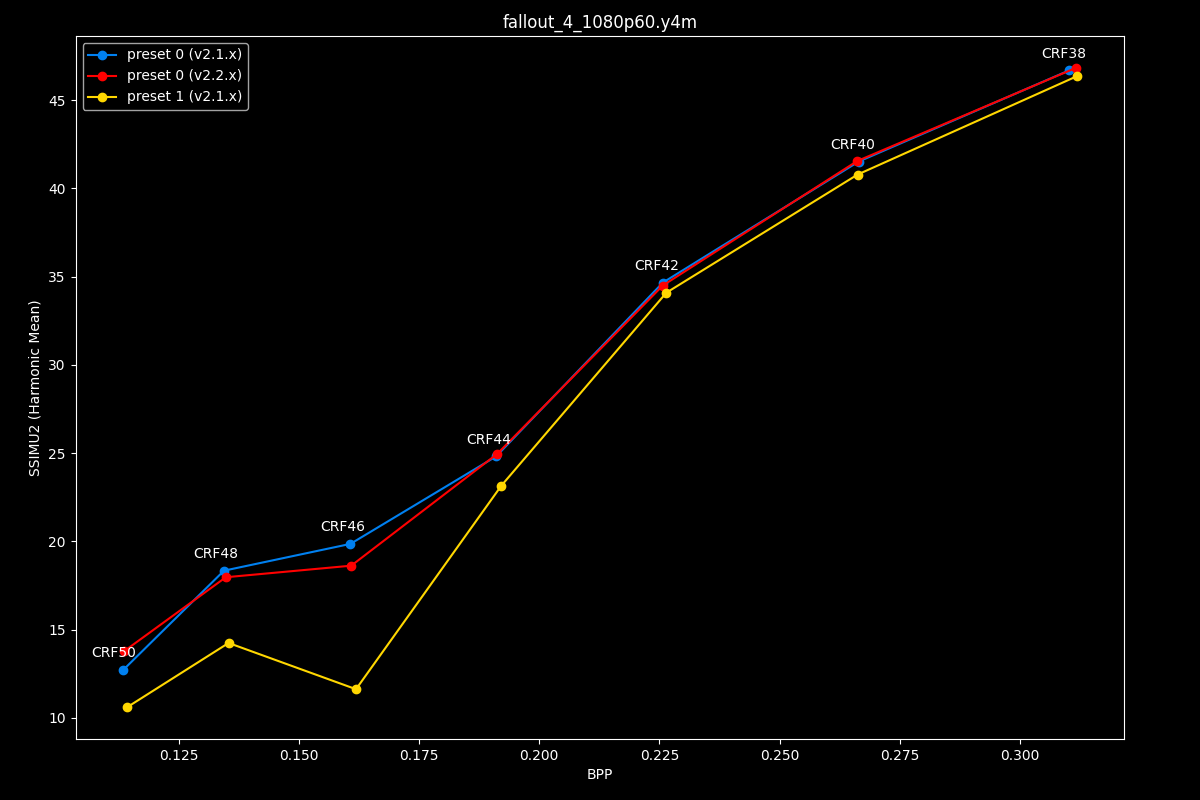 fallout_4_1080p60.y4m
preset 0 (v2.1.x)
preset 0 (v2.2.x)
preset 1 (v2.1.x)
CRF38
CRF40
CRF42
CRF44
CRF46
CRF48
CRF50
SSIMU2 (Harmonic Mean)
45
40
35
30
25
20
15
10
0.125
0.150
0.175
0.200
0.225
0.250
0.275
0.300
BPP